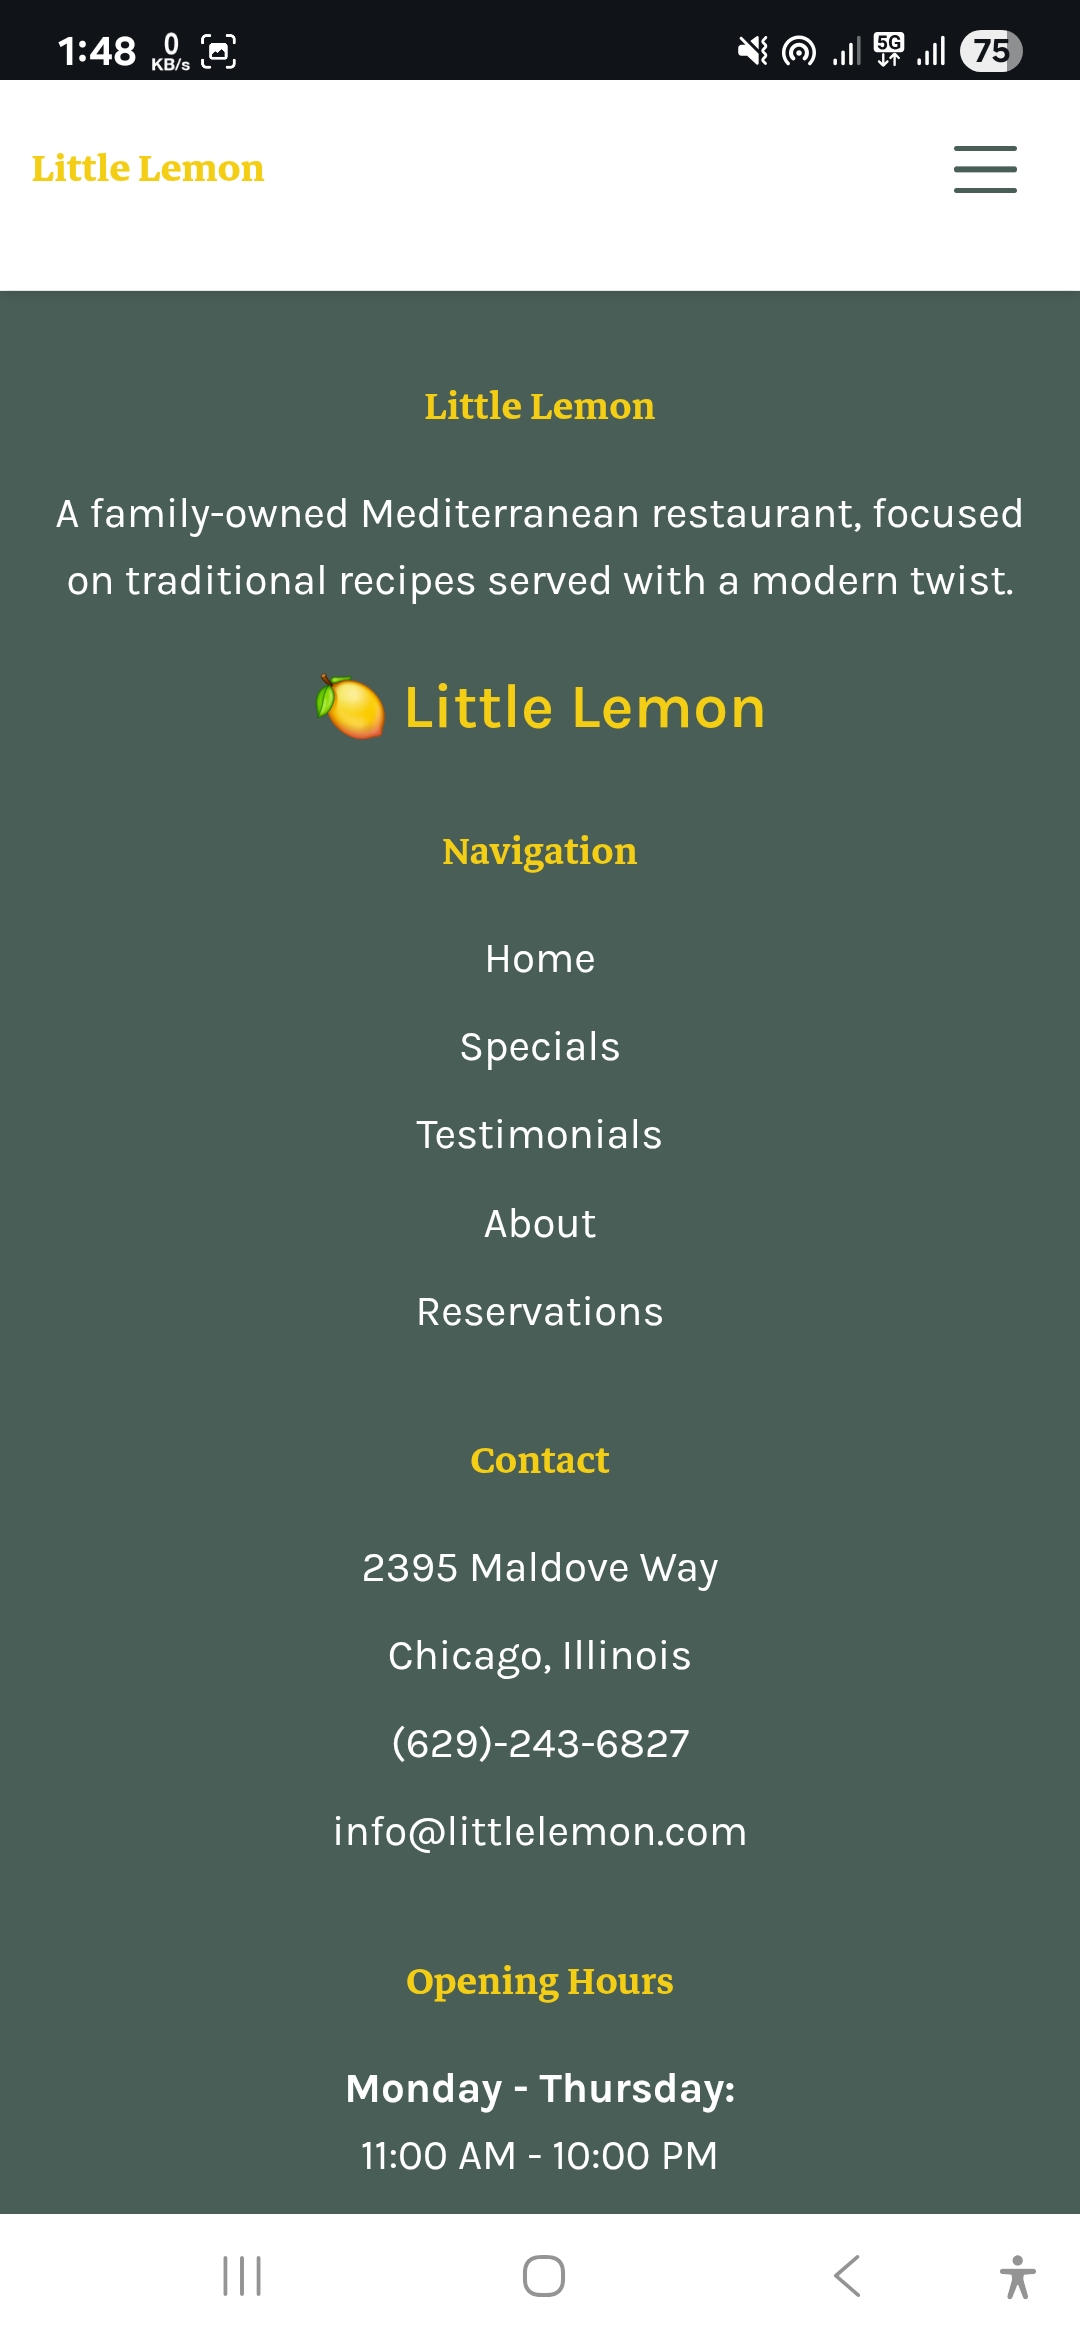 1:48 0 KB/s 5G 75
Little Lemon
Little Lemon
A family-owned Mediterranean restaurant, focused
on traditional recipes served with a modern twist.
🍋 Little Lemon
Navigation
Home
Specials
Testimonials
About
Reservations
Contact
2395 Maldove Way
Chicago, Illinois
(629)-243-6827
info@littlelemon.com
Opening Hours
Monday - Thursday:
11:00 AM - 10:00 PM